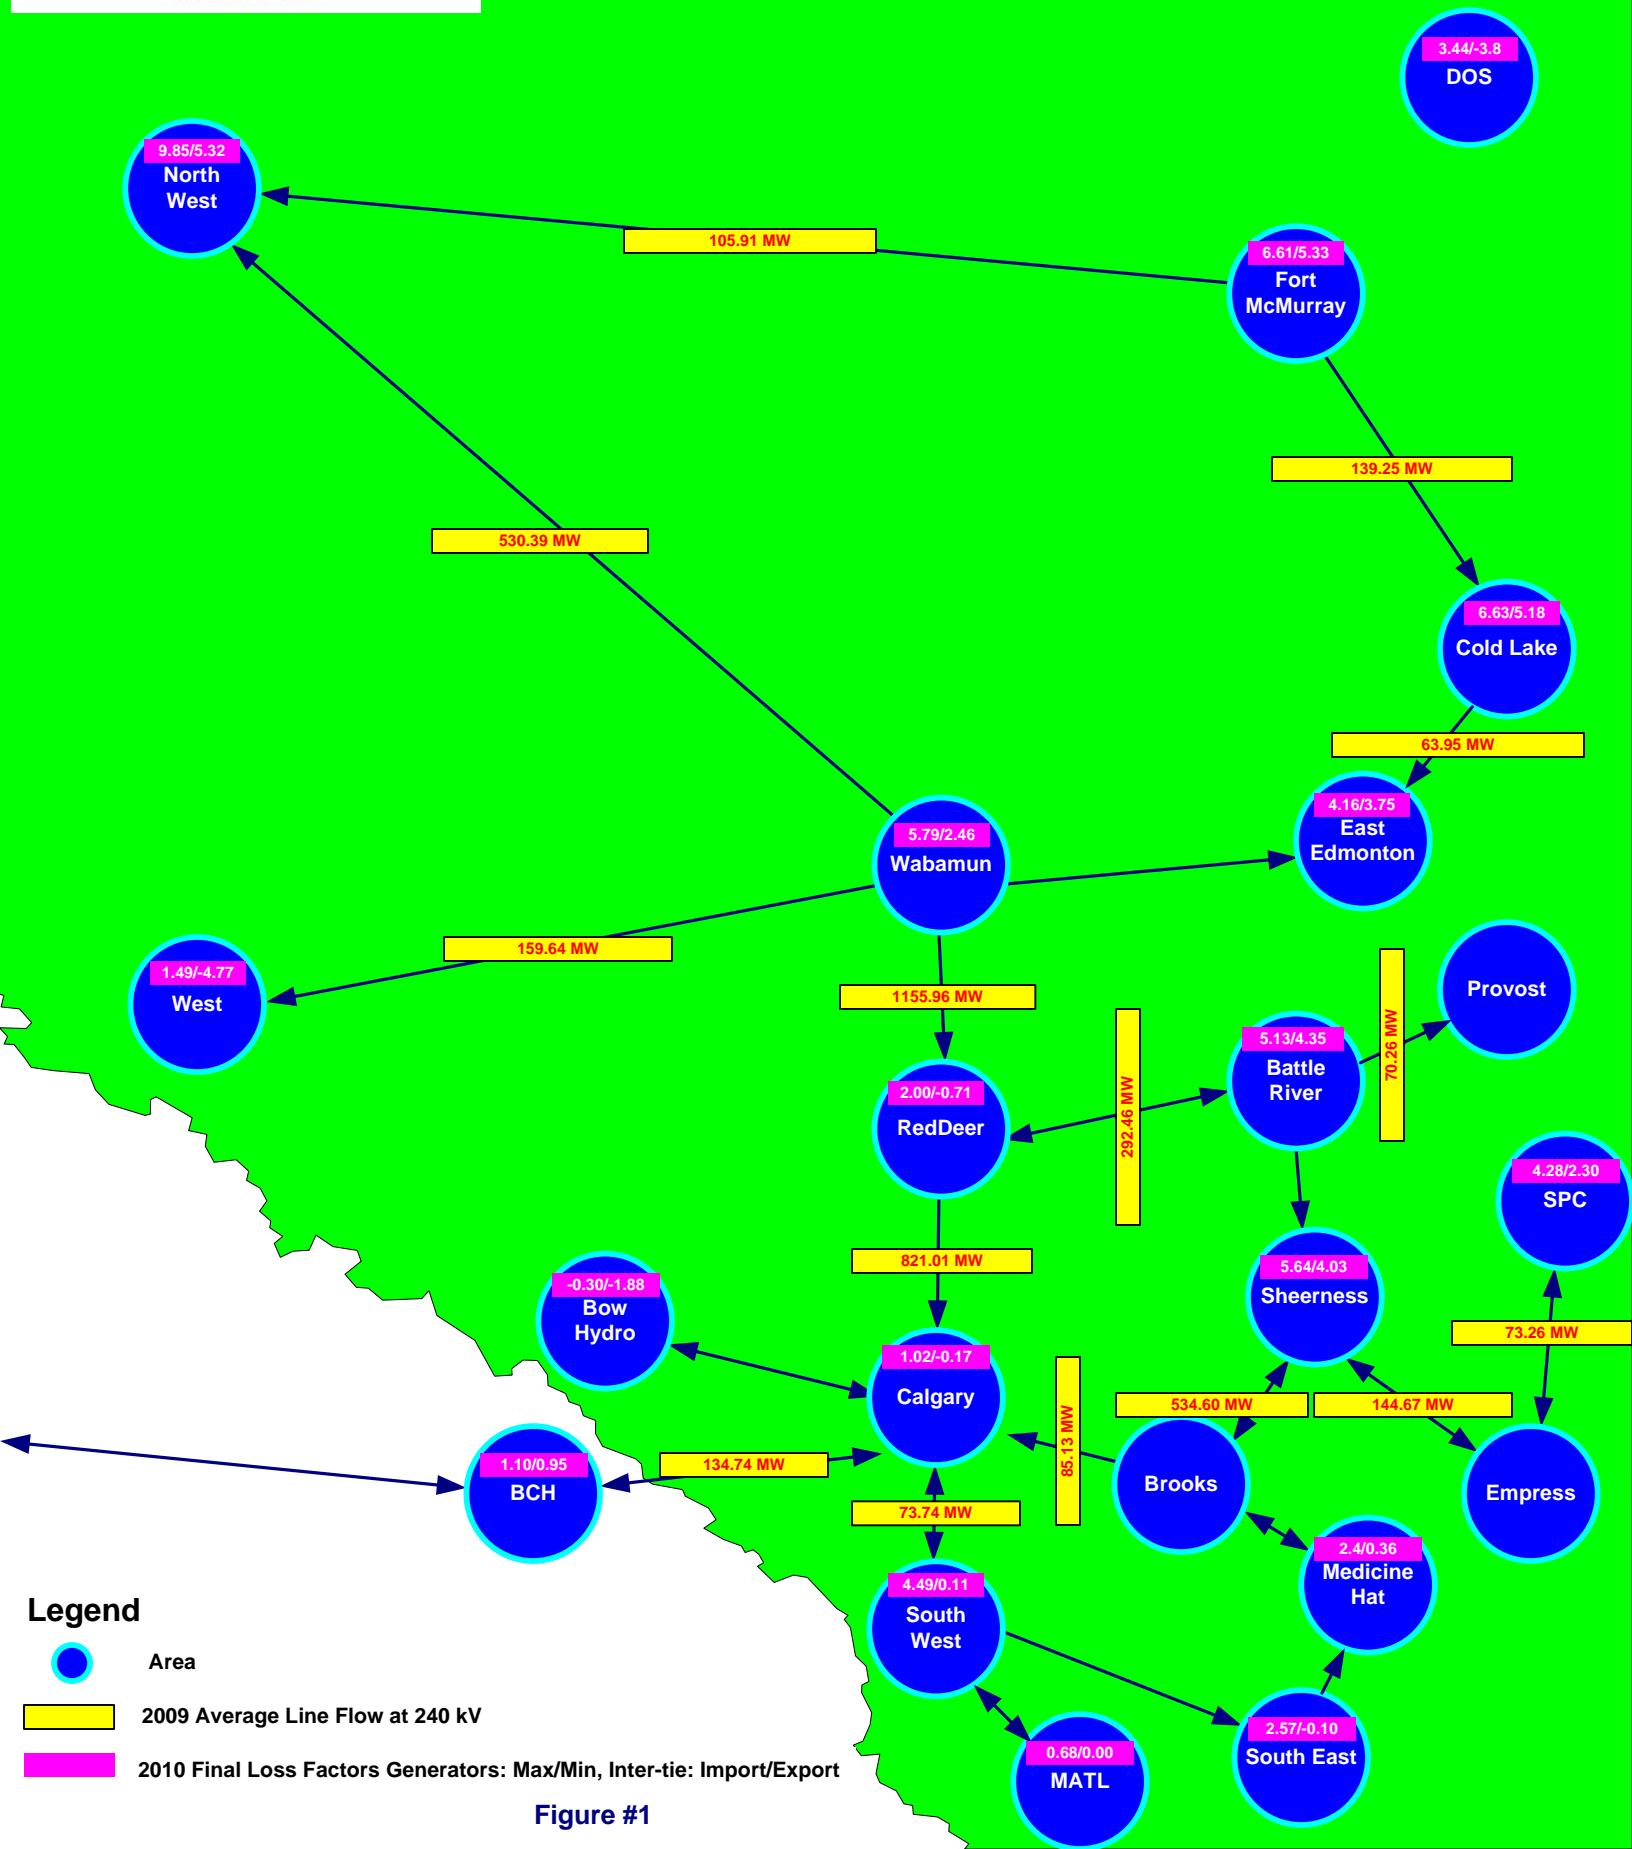 3.44/-3.8
DOS
9.85/5.32
North
West
105.91 MW
6.61/5.33
Fort
McMurray
139.25 MW
530.39 MW
6.63/5.18
Cold Lake
63.95 MW
5.79/2.46
Wabamun
4.16/3.75
East
Edmonton
159.64 MW
1.49/-4.77
West
1155.96 MW
Provost
70.26 MW
5.13/4.35
Battle
River
292.46 MW
2.00/-0.71
RedDeer
4.28/2.30
SPC
821.01 MW
5.64/4.03
Sheerness
-0.30/-1.88
Bow
Hydro
73.26 MW
1.02/-0.17
Calgary
534.60 MW
144.67 MW
85.13 MW
1.10/0.95
BCH
134.74 MW
Brooks
Empress
73.74 MW
2.4/0.36
Medicine
Hat
4.49/0.11
South
West
2.57/-0.10
South East
0.68/0.00
MATL
Legend
Area
2009 Average Line Flow at 240 kV
2010 Final Loss Factors Generators: Max/Min, Inter-tie: Import/Export
Figure #1